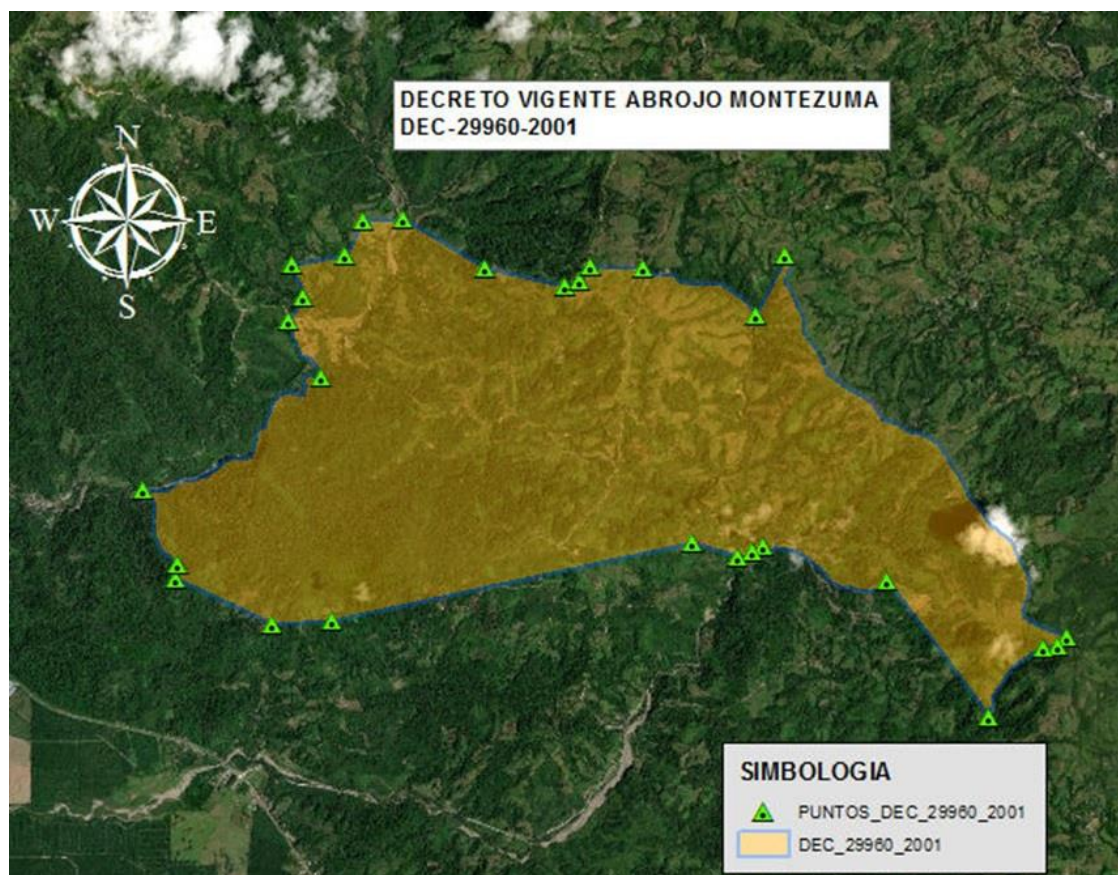 DECRETO VIGENTE ABROJO MONTEZUMA
DEC-29960-2001
N
W E
S
SIMBOLOGIA
PUNTOS_DEC_29960_2001
DEC_29960_2001